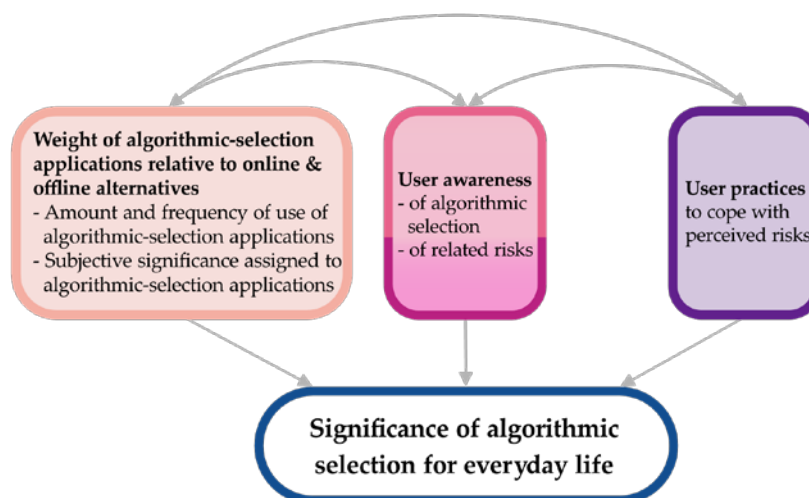 Weight of algorithmic-selection
applications relative to online &
offline alternatives
- Amount and frequency of use of
algorithmic-selection applications
- Subjective significance assigned to
algorithmic-selection applications
User awareness
- of algorithmic
selection
- of related risks
User practices
to cope with
perceived risks
Significance of algorithmic
selection for everyday life